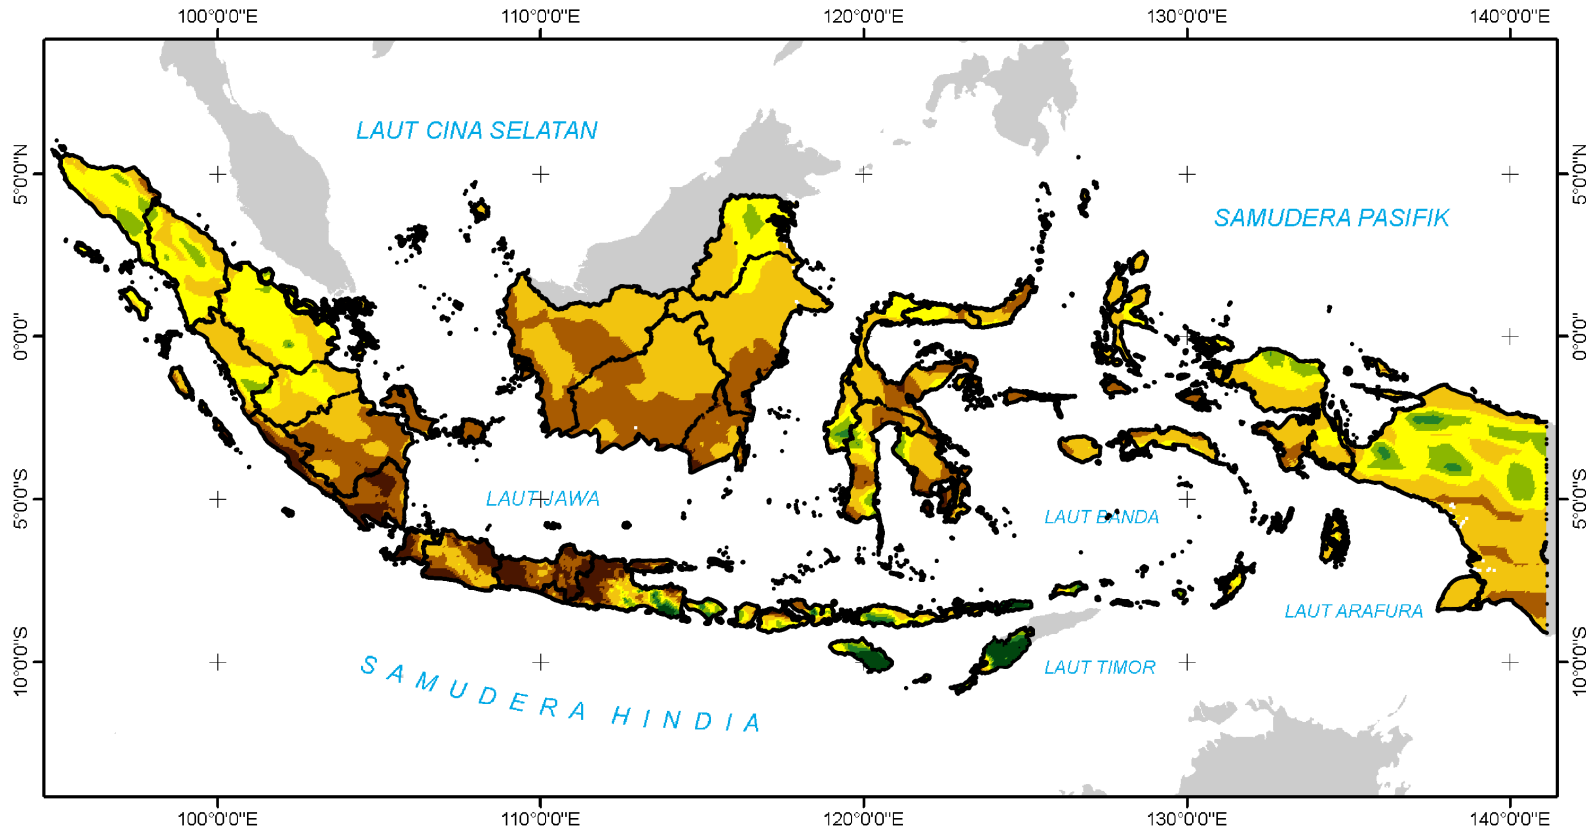 100°0'0"E 110°0'0"E 120°0'0"E 130°0'0"E 140°0'0"E
LAUT CINA SELATAN
5°0'0"N 5°0'0"N
SAMUDERA PASIFIK
0°0'0" 0°0'0"
LAUT JAWA
5°0'0"S 5°0'0"S
LAUT BANDA
LAUT ARAFURA
10°0'0"S 10°0'0"S
LAUT TIMOR
SAMUDERA HINDIA
100°0'0"E 110°0'0"E 120°0'0"E 130°0'0"E 140°0'0"E